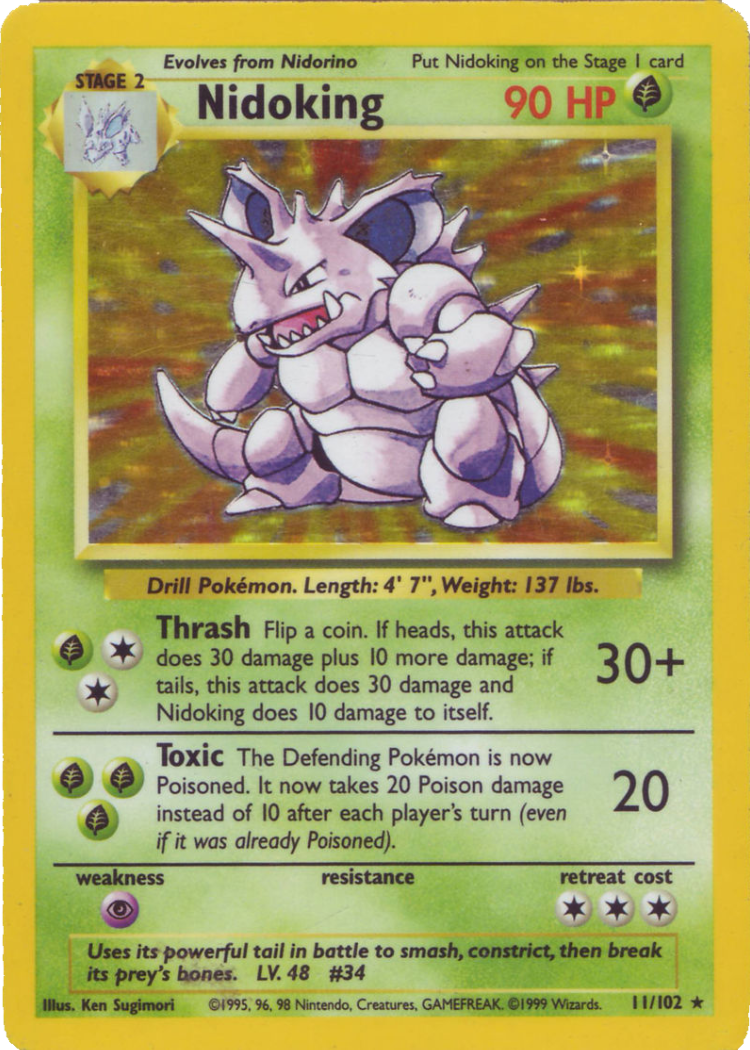 Evolves from Nidorino Put Nidoking on the Stage 1 card
STAGE 2
Nidoking 90 HP
Drill Pokémon. Length: 4' 7", Weight: 137 lbs.
Thrash Flip a coin. If heads, this attack
does 30 damage plus 10 more damage; if
tails, this attack does 30 damage and
Nidoking does 10 damage to itself.
30+
Toxic The Defending Pokémon is now
Poisoned. It now takes 20 Poison damage
instead of 10 after each player's turn (even
if it was already Poisoned).
20
weakness resistance retreat cost
Uses its powerful tail in battle to smash, constrict, then break
its prey's bones. LV. 48 #34
Illus. Ken Sugimori ©1995, 96, 98 Nintendo, Creatures, GAMEFREAK. ©1999 Wizards. 11/102 ★